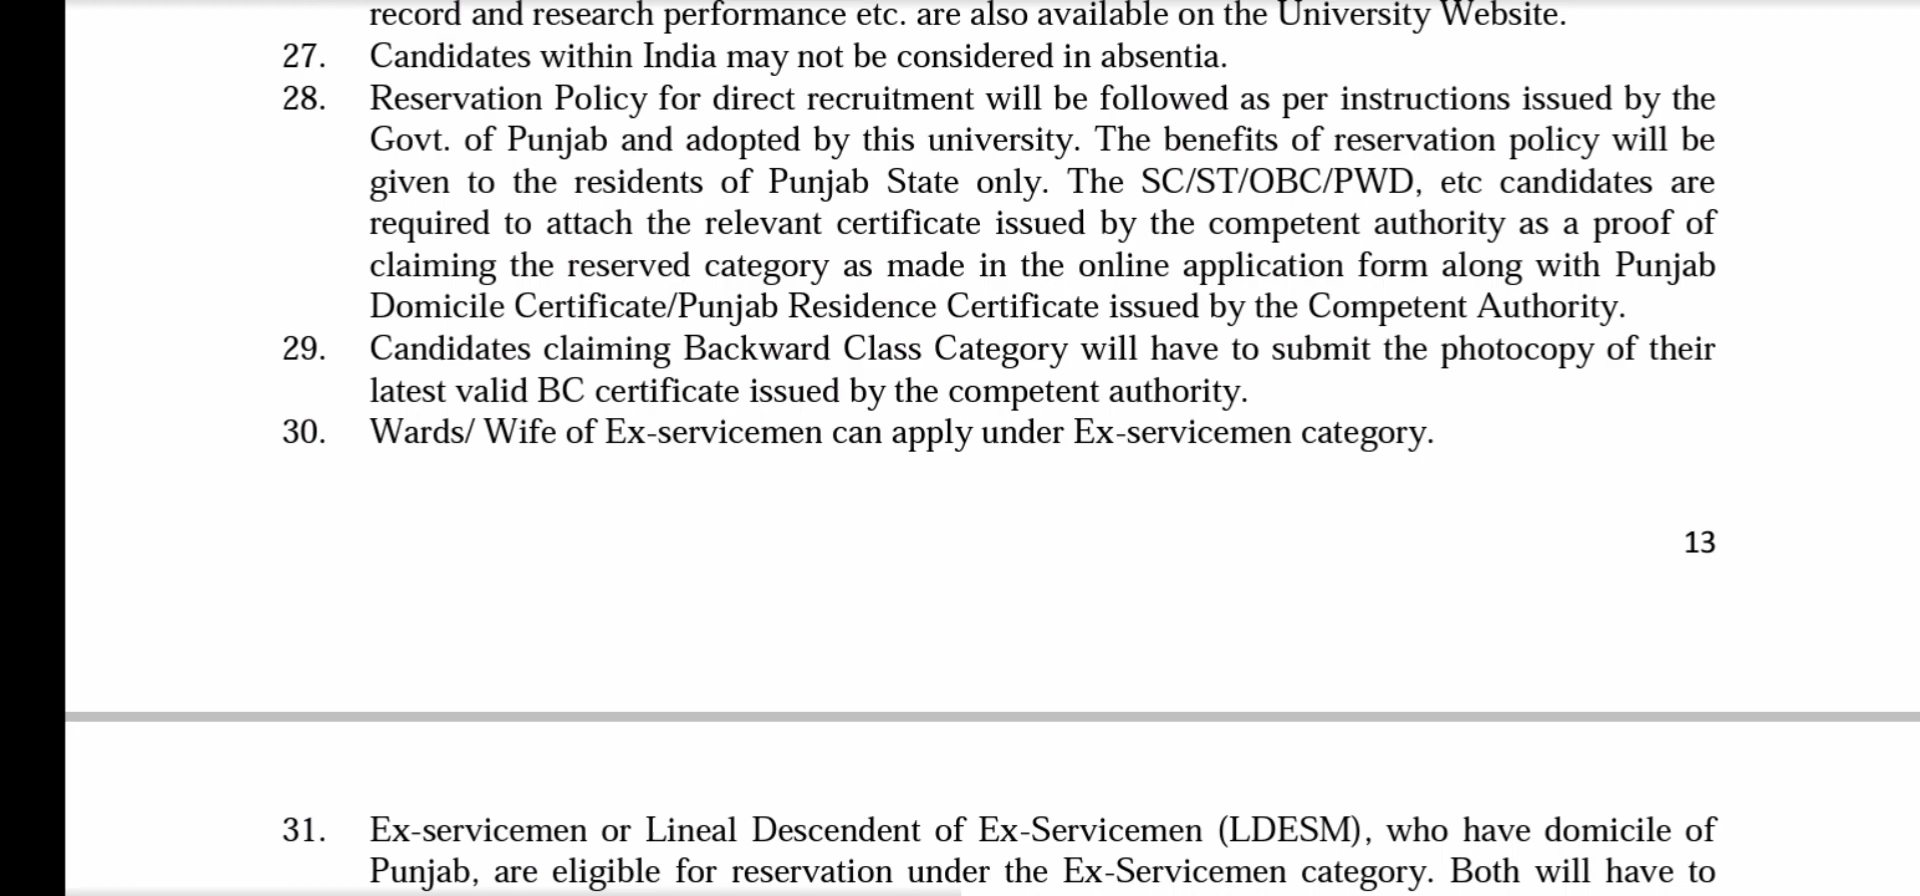 record and research performance etc. are also available on the University Website.
27. Candidates within India may not be considered in absentia.
28. Reservation Policy for direct recruitment will be followed as per instructions issued by the
Govt. of Punjab and adopted by this university. The benefits of reservation policy will be
given to the residents of Punjab State only. The SC/ST/OBC/PWD, etc candidates are
required to attach the relevant certificate issued by the competent authority as a proof of
claiming the reserved category as made in the online application form along with Punjab
Domicile Certificate/Punjab Residence Certificate issued by the Competent Authority.
29. Candidates claiming Backward Class Category will have to submit the photocopy of their
latest valid BC certificate issued by the competent authority.
30. Wards/ Wife of Ex-servicemen can apply under Ex-servicemen category.
13
31. Ex-servicemen or Lineal Descendent of Ex-Servicemen (LDESM), who have domicile of
Punjab, are eligible for reservation under the Ex-Servicemen category. Both will have to